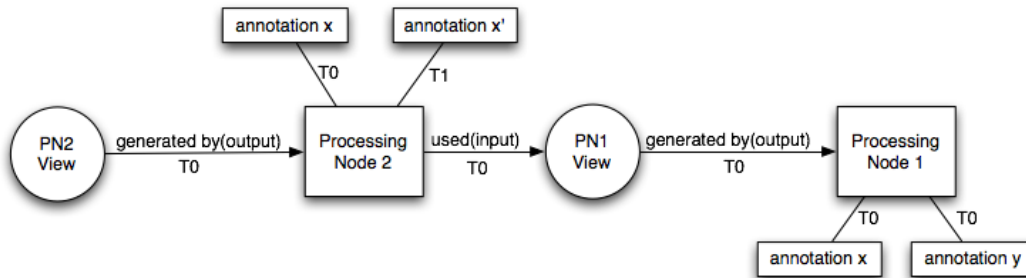 annotation x
annotation x'
T0
T1
PN2
View
generated by(output)
T0
Processing
Node 2
used(input)
T0
PN1
View
generated by(output)
T0
Processing
Node 1
T0
T0
annotation x
annotation y